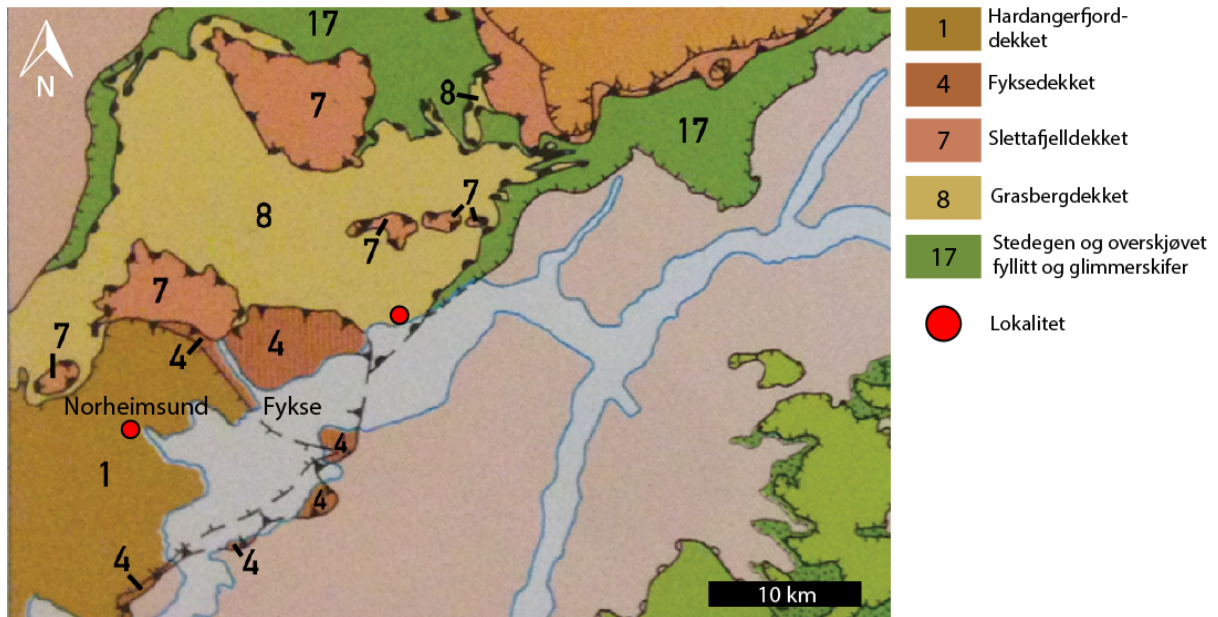 17
N
7
8
17
7
7
8
7
4
4
7
Norheimsund
Fykse
4
1
4
4
4
10 km
1
Hardangerfjord-
dekket
4
Fyksedekket
7
Slettafjelldekket
8
Grasbergdekket
17
Stedegen og overskjøvet
fyllitt og glimmerskifer
Lokalitet